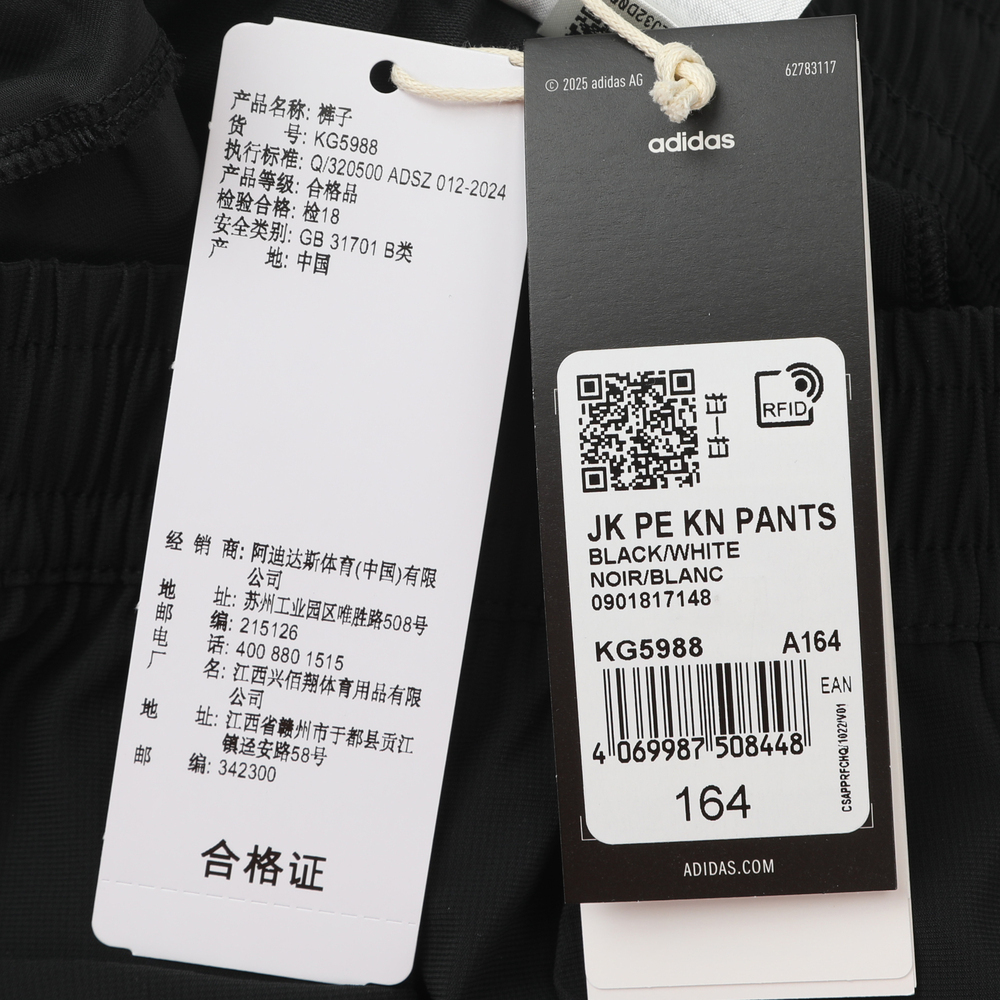 产品名称: 裤子
货 号: KG5988
执行标准: Q/320500 ADSZ 012-2024
产品等级: 合格品
检验合格: 检18
安全类别: GB 31701 B类
产 地: 中国
经 销 商: 阿迪达斯体育(中国)有限
公司
地 址: 苏州工业园区唯胜路508号
邮 编: 215126
电 话: 400 880 1515
厂 名: 江西兴佰翔体育用品有限
公司
地 址: 江西省赣州市于都县贡江
镇迳安路58号
邮 编: 342300
合格证
© 2025 adidas AG
62783117
adidas
扫一扫
RFID
JK PE KN PANTS
BLACK/WHITE
NOIR/BLANC
0901817148
KG5988 A164
EAN
4 069987 508448
CSAPPRFCHQ/1022/V01
164
ADIDAS.COM